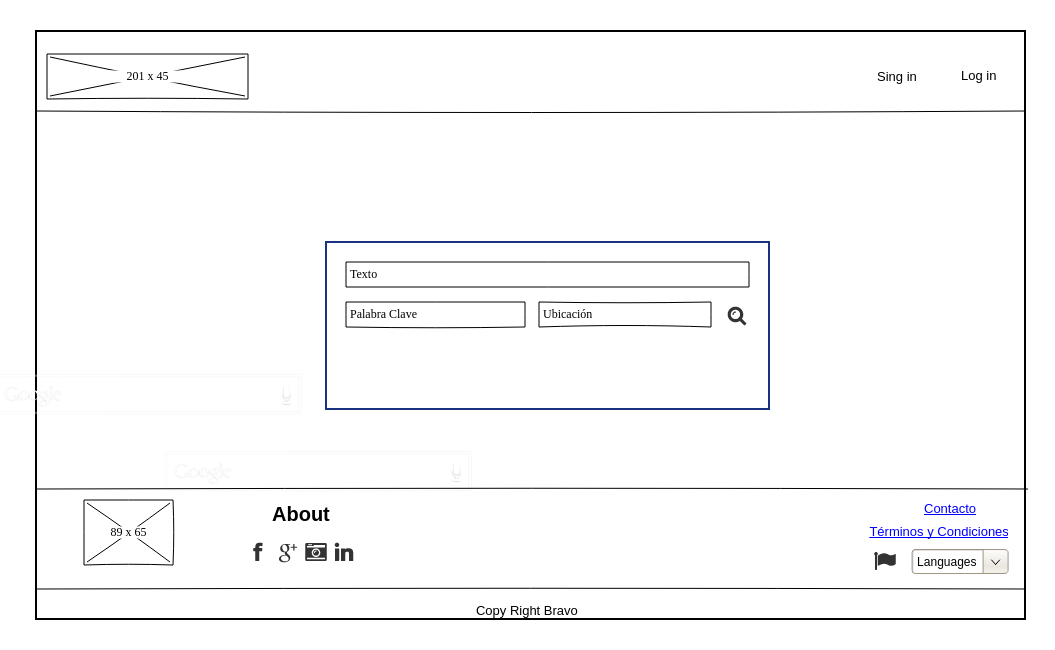 201 x 45
Sing in
Log in
Texto
Palabra Clave
Ubicación
Google
Google
89 x 65
About
f g+ in
Contacto
Términos y Condiciones
Languages
Copy Right Bravo